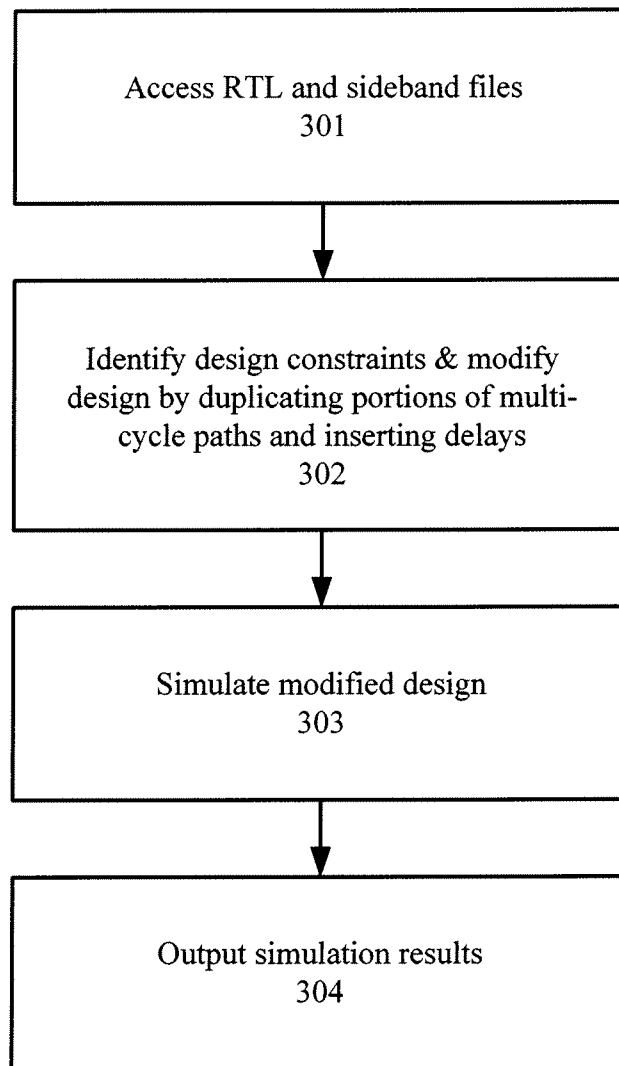 Access RTL and sideband files
301
Identify design constraints & modify
design by duplicating portions of multi-
cycle paths and inserting delays
302
Simulate modified design
303
Output simulation results
304